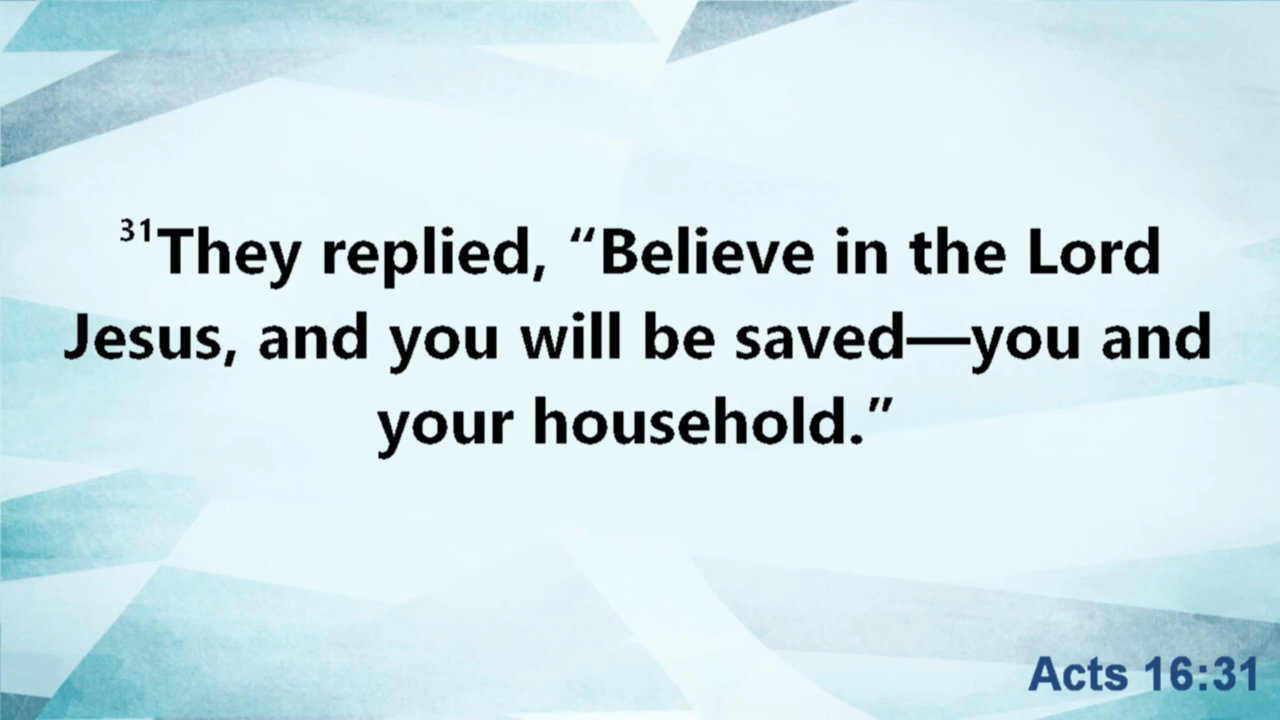 ³¹They replied, “Believe in the Lord
Jesus, and you will be saved—you and
your household.”
Acts 16:31